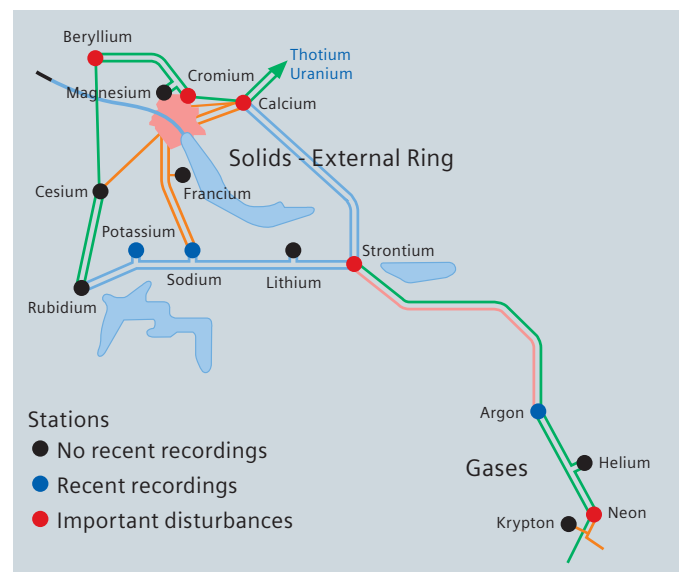 Beryllium
Thotium
Uranium
Cromium
Magnesium
Calcium
Solids - External Ring
Cesium
Francium
Potassium
Strontium
Sodium
Lithium
Rubidium
Argon
Stations
No recent recordings
Recent recordings
Important disturbances
Gases
Helium
Neon
Krypton